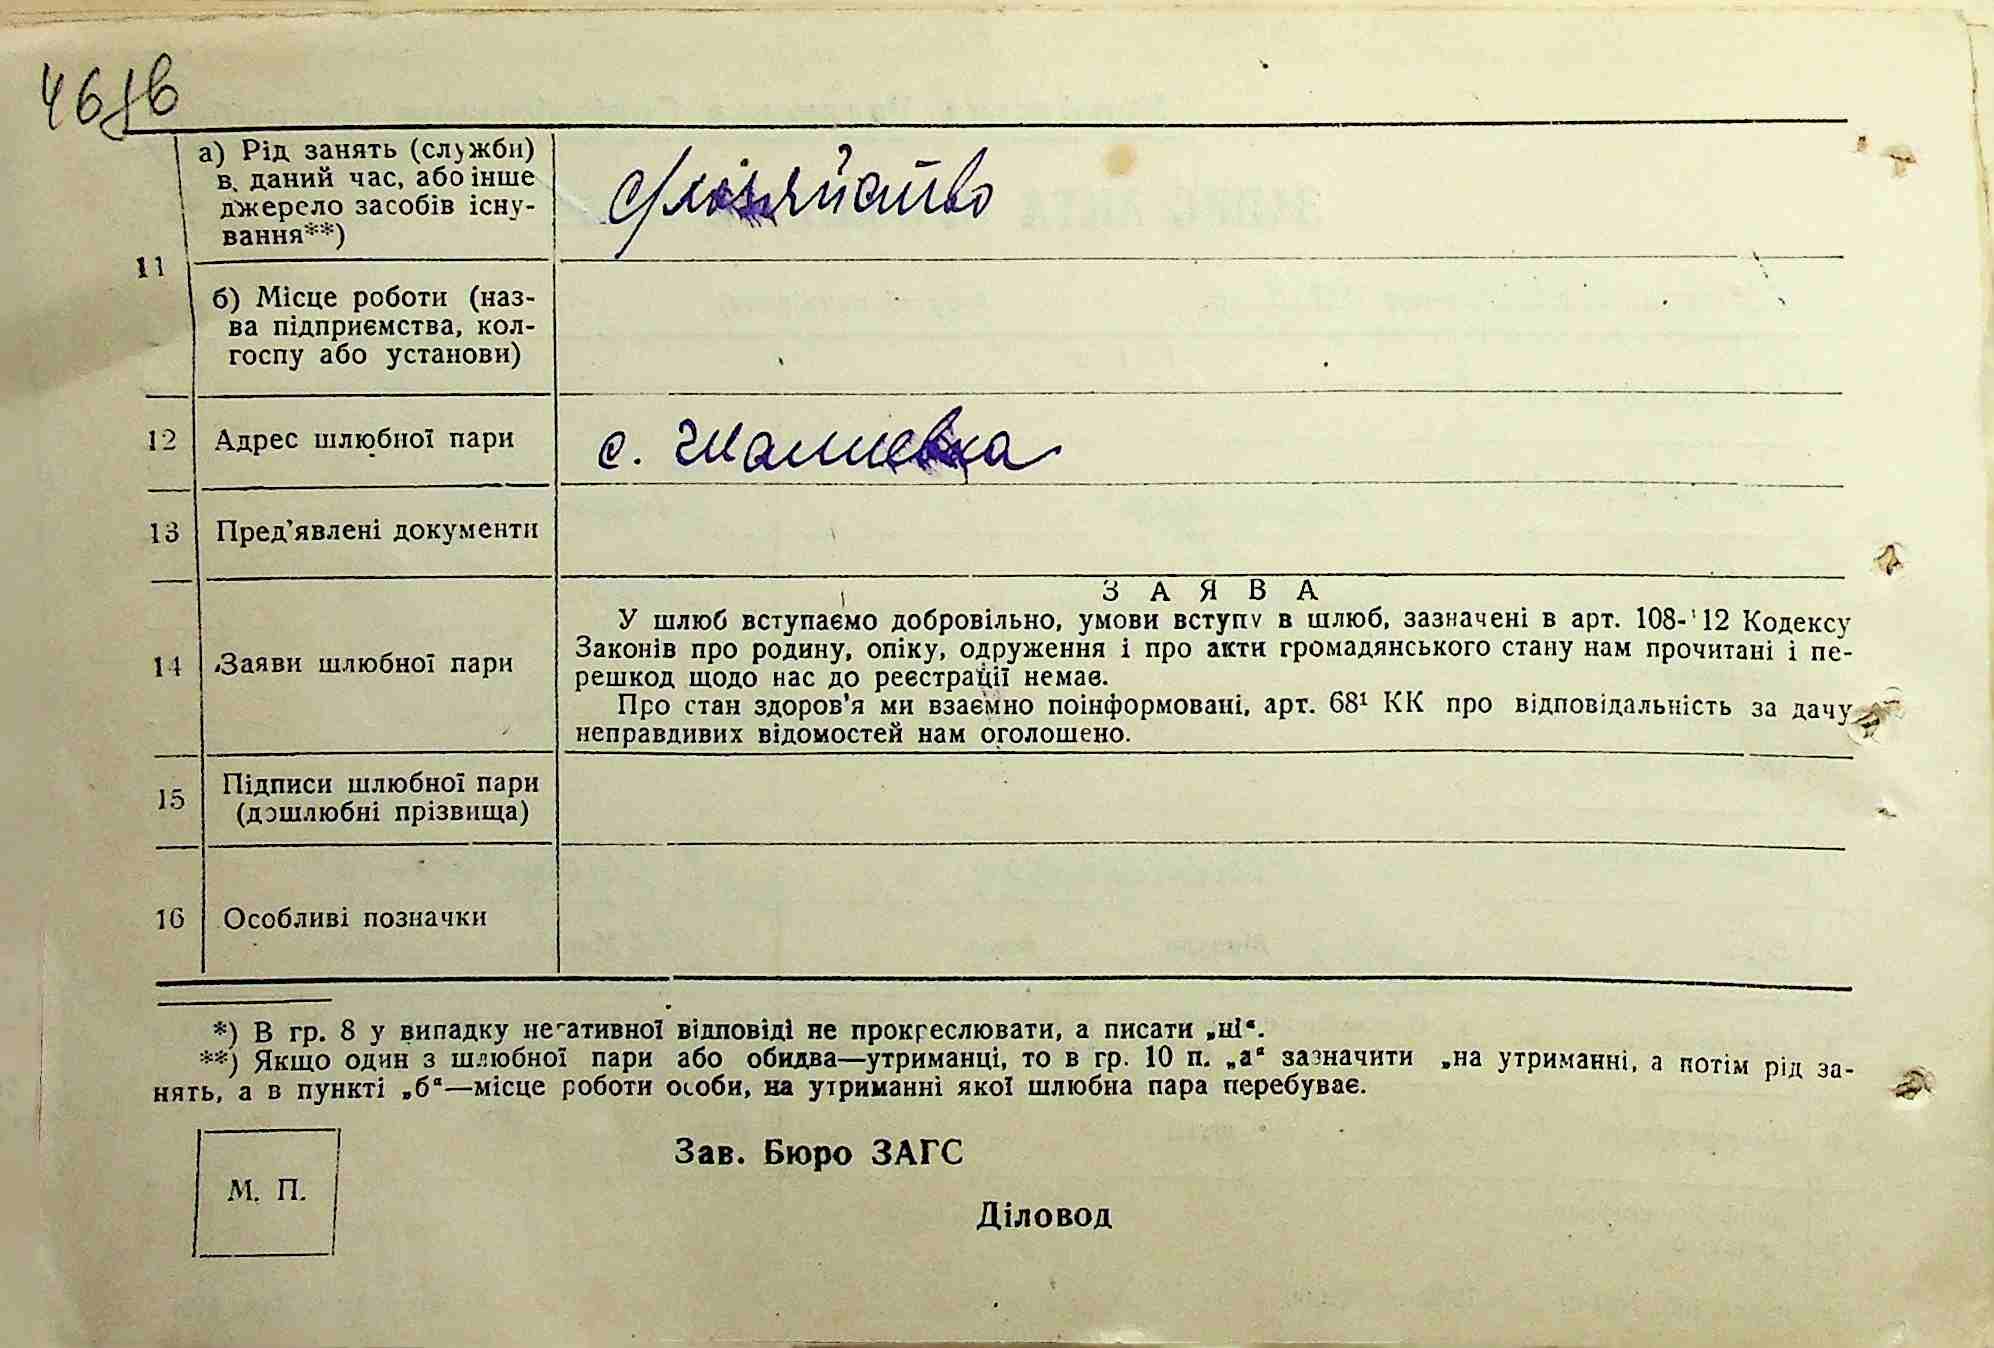 а) Рід занять (служби)
в даний час, або інше
джерело засобів існу-
вання**)
с/хозяйство
11
б) Місце роботи (наз-
ва підприємства, кол-
госпу або установи)
12 Адрес шлюбної пари
с.
13 Пред'явлені документи
14 Заяви шлюбної пари
ЗАЯВА
У шлюб вступаємо добровільно, умови вступу в шлюб, зазначені в арт. 108-112 Кодексу
Законів про родину, опіку, одруження і про акти громадянського стану нам прочитані і пе-
решкод щодо нас до реєстрації немає.
Про стан здоров'я ми взаємно поінформовані, арт. 68¹ КК про відповідальність за дачу
неправдивих відомостей нам оголошено.
15 Підписи шлюбної пари
(дошлюбні прізвища)
16 Особливі позначки
*) В гр. 8 у випадку негативної відповіді не прокреслювати, а писати „ні“.
**) Якщо один з шлюбної пари або обидва—утриманці, то в гр. 10 п. „а“ зазначити „на утриманні, а потім рід за-
нять, а в пункті „б“—місце роботи особи, на утриманні якої шлюбна пара перебуває.
Зав. Бюро ЗАГС
М. П.
Діловод